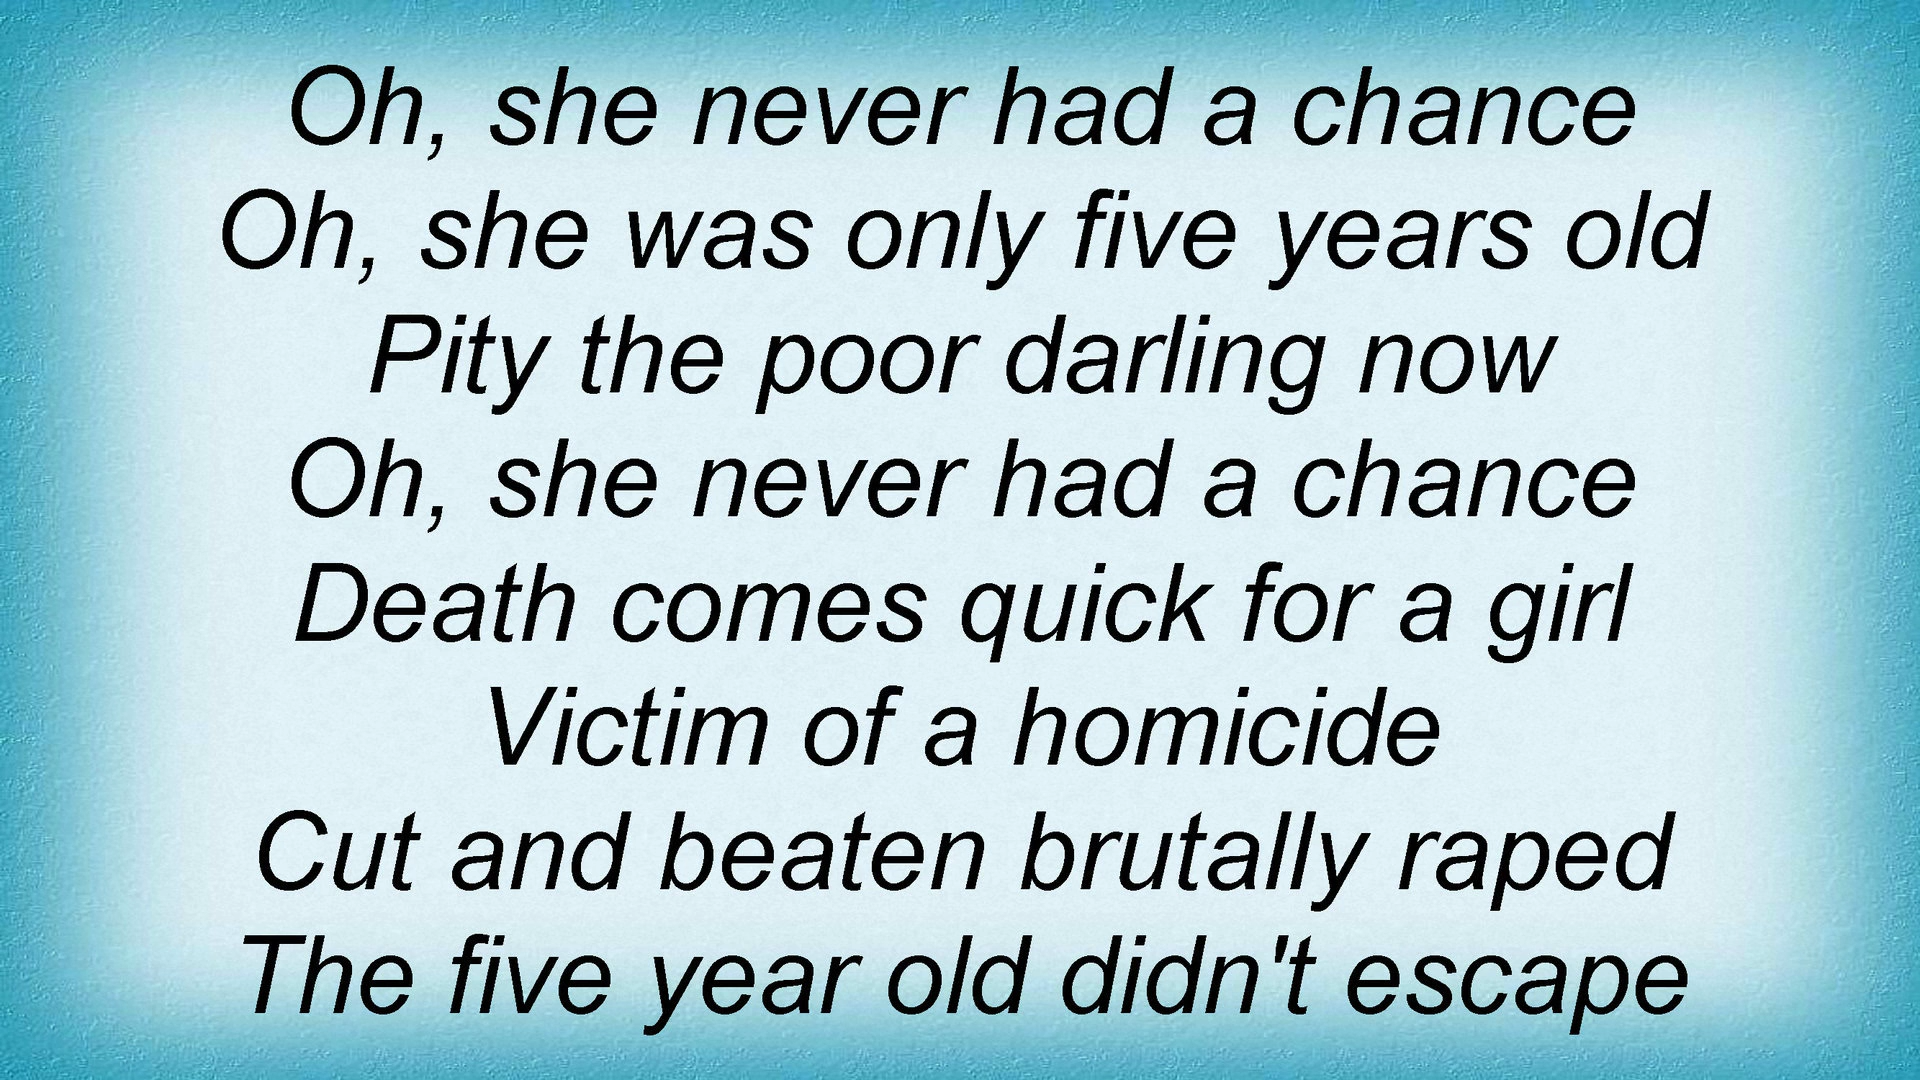 Oh, she never had a chance
Oh, she was only five years old
Pity the poor darling now
Oh, she never had a chance
Death comes quick for a girl
Victim of a homicide
Cut and beaten brutally raped
The five year old didn't escape